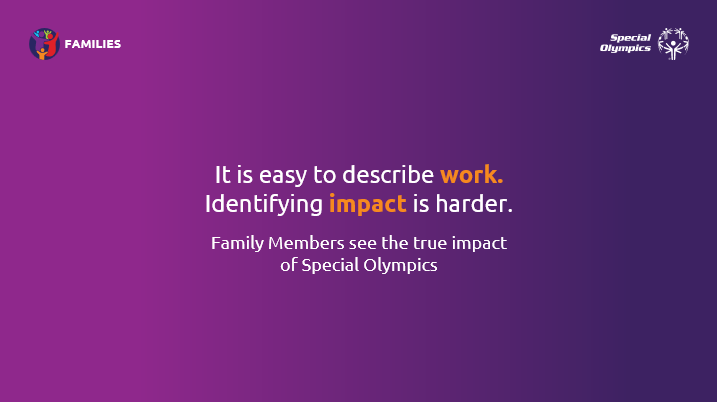 FAMILIES
Special
Olympics
It is easy to describe work.
Identifying impact is harder.
Family Members see the true impact
of Special Olympics